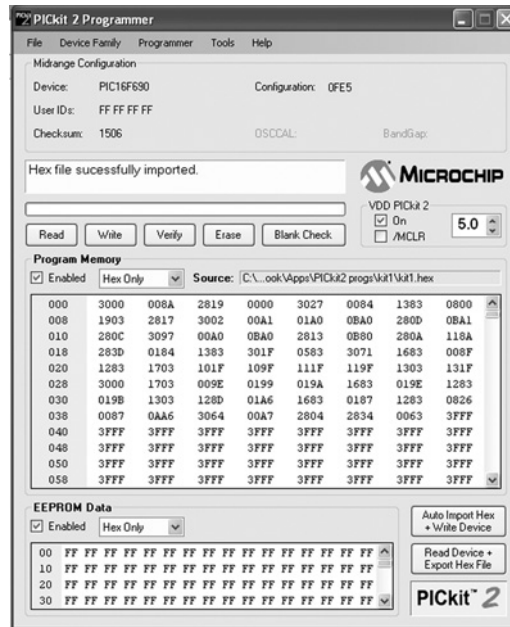 PICkit 2 Programmer
File Device Family Programmer Tools Help
Midrange Configuration
Device: PIC16F690 Configuration: 0FE5
User IDs: FF FF FF FF
Checksum: 1506 OSCCAL: BandGap:
Hex file sucessfully imported.
MICROCHIP
VDD PICkit 2
On
/MCLR
5.0
Read Write Verify Erase Blank Check
Program Memory
Enabled Hex Only Source: C:\...ook\Apps\PICkit2 progs\kit1\kit1.hex
000 3000 008A 2819 0000 3027 0084 1383 0800
008 1903 2817 3002 00A1 01A0 0BA0 280D 0BA1
010 280C 3097 00A0 0BA0 2813 0B80 280A 118A
018 283D 0184 1383 301F 0583 3071 1683 008F
020 1283 1703 101F 109F 111F 119F 1303 131F
028 3000 1703 009E 0199 019A 1683 019E 1283
030 019B 1303 128D 01A6 1683 0187 1283 0826
038 0087 0AA6 3064 00A7 2804 2834 0063 3FFF
040 3FFF 3FFF 3FFF 3FFF 3FFF 3FFF 3FFF 3FFF
048 3FFF 3FFF 3FFF 3FFF 3FFF 3FFF 3FFF 3FFF
050 3FFF 3FFF 3FFF 3FFF 3FFF 3FFF 3FFF 3FFF
058 3FFF 3FFF 3FFF 3FFF 3FFF 3FFF 3FFF 3FFF
EEPROM Data
Enabled Hex Only
00 FF FF FF FF FF FF FF FF FF FF FF FF FF FF FF FF
10 FF FF FF FF FF FF FF FF FF FF FF FF FF FF FF FF
20 FF FF FF FF FF FF FF FF FF FF FF FF FF FF FF FF
30 FF FF FF FF FF FF FF FF FF FF FF FF FF FF FF FF
Auto Import Hex
+ Write Device
Read Device +
Export Hex File
PICkit™ 2